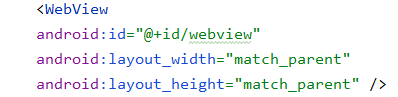 <WebView
android:id="@+id/webview"
android:layout_width="match_parent"
android:layout_height="match_parent" />